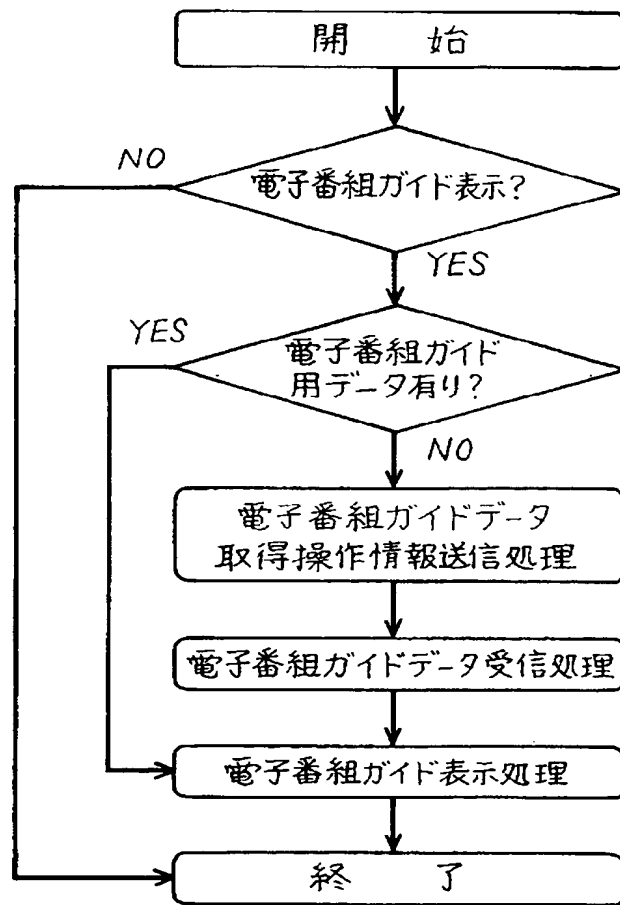 開 始
NO
電子番組ガイド表示?
YES
YES
電子番組ガイド
用データ有り?
NO
電子番組ガイドデータ
取得操作情報送信処理
電子番組ガイドデータ受信処理
電子番組ガイド表示処理
終 了